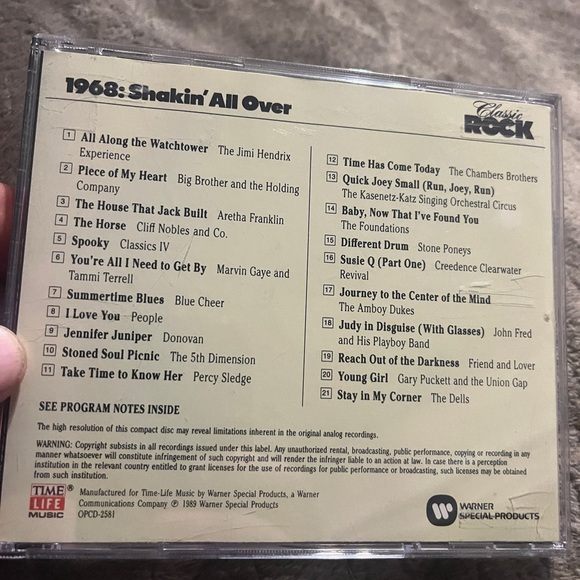 1968: Shakin' All Over
Classic
ROCK
1 All Along the Watchtower The Jimi Hendrix
Experience
2 Piece of My Heart Big Brother and the Holding
Company
3 The House That Jack Built Aretha Franklin
4 The Horse Cliff Nobles and Co.
5 Spooky Classics IV
6 You're All I Need to Get By Marvin Gaye and
Tammi Terrell
7 Summertime Blues Blue Cheer
8 I Love You People
9 Jennifer Juniper Donovan
10 Stoned Soul Picnic The 5th Dimension
11 Take Time to Know Her Percy Sledge
12 Time Has Come Today The Chambers Brothers
13 Quick Joey Small (Run, Joey, Run)
The Kasenetz-Katz Singing Orchestral Circus
14 Baby, Now That I've Found You
The Foundations
15 Different Drum Stone Poneys
16 Susie Q (Part One) Creedence Clearwater
Revival
17 Journey to the Center of the Mind
The Amboy Dukes
18 Judy in Disguise (With Glasses) John Fred
and His Playboy Band
19 Reach Out of the Darkness Friend and Lover
20 Young Girl Gary Puckett and the Union Gap
21 Stay in My Corner The Dells
SEE PROGRAM NOTES INSIDE
The high resolution of this compact disc may reveal limitations inherent in the original analog recordings.
WARNING: Copyright subsists in all recordings issued under this label. Any unauthorized rental, broadcasting, public performance, copying or recording in any
manner whatsoever will constitute infringement of such copyright and will render the infringer liable to an action at law. In case there is a perception
institution in the relevant country entitled to grant licenses for the use of recordings for public performance or broadcasting, such licenses may be obtained
from such institution.
TIME ®
LIFE
MUSIC
Manufactured for Time-Life Music by Warner Special Products, a Warner
Communications Company ℗ 1989 Warner Special Products
OPCD-2581
WARNER
SPECIAL PRODUCTS